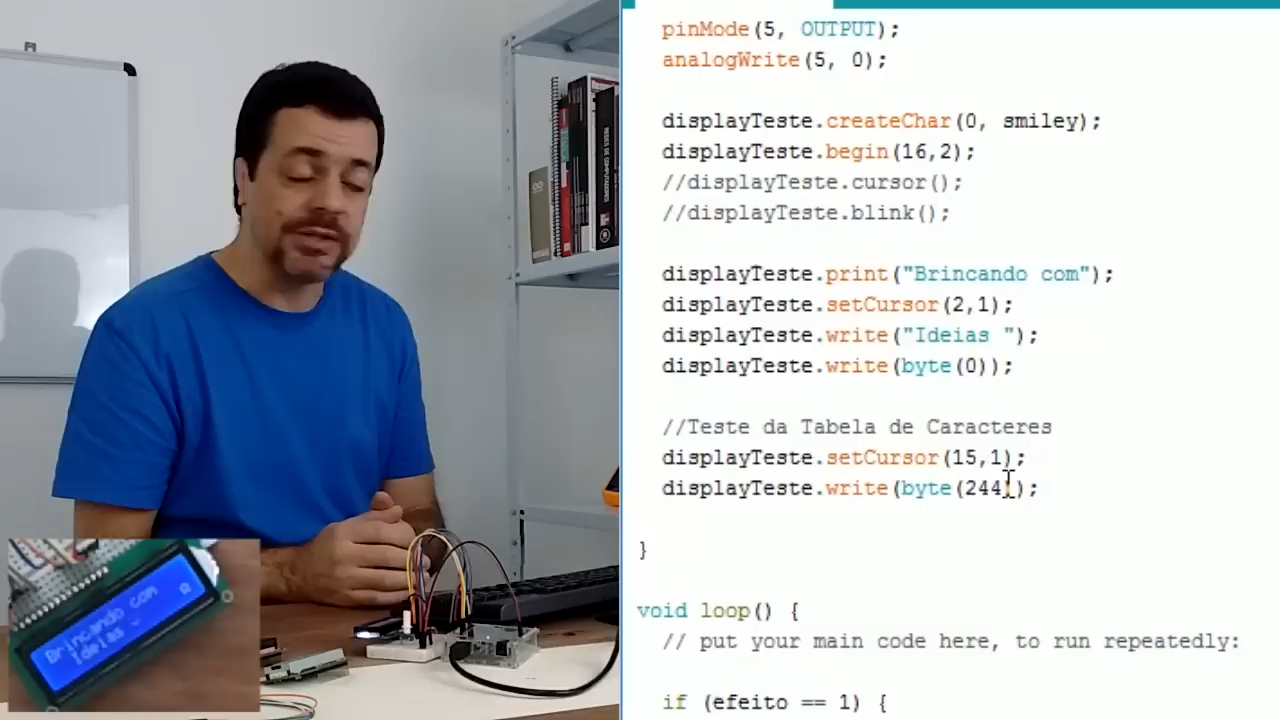 pinMode(5, OUTPUT);
analogWrite(5, 0);
displayTeste.createChar(0, smiley);
displayTeste.begin(16,2);
//displayTeste.cursor();
//displayTeste.blink();
displayTeste.print("Brincando com");
displayTeste.setCursor(2,1);
displayTeste.write("Ideias ");
displayTeste.write(byte(0));
//Teste da Tabela de Caracteres
displayTeste.setCursor(15,1);
displayTeste.write(byte(244));
}
void loop() {
// put your main code here, to run repeatedly:
if (efeito == 1) {
REDES DE COMPUTADORES
Brincando com
Ideias